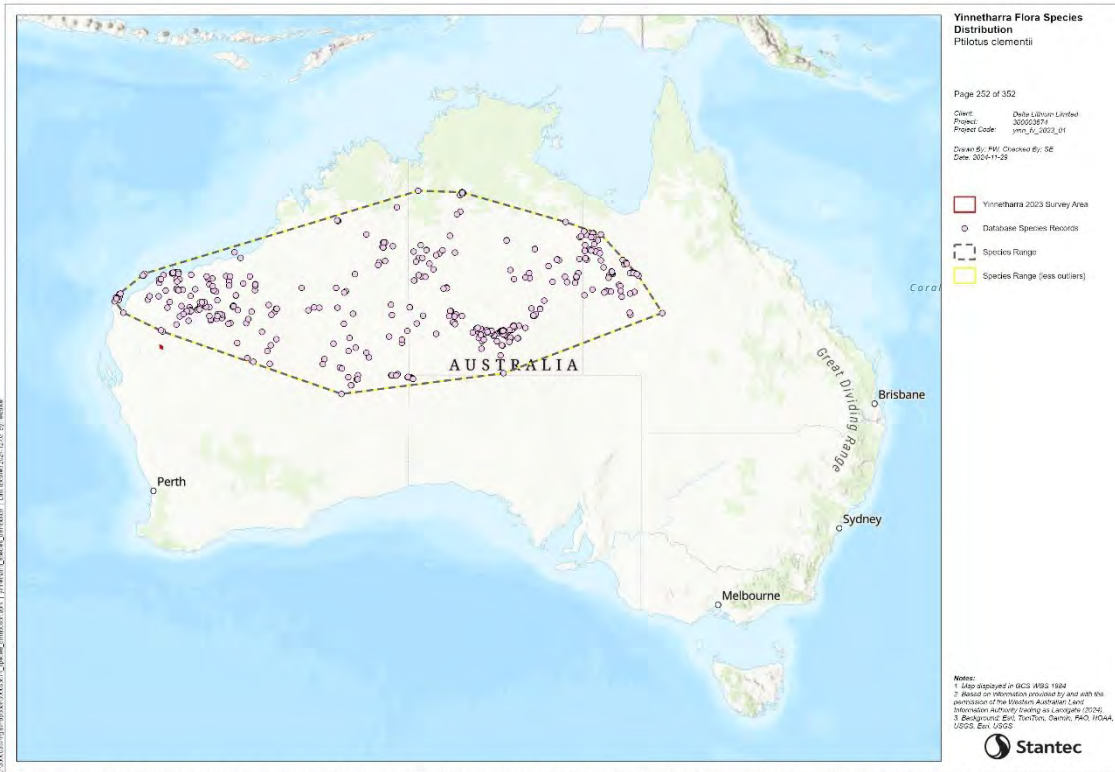 Yinnetharra Flora Species
Distribution
Ptilotus clementii
Page 252 of 352
Client: Delta Lithium Limited
Project: 300003874
Project Code: ynn_fv_2023_01
Drawn By: PW. Checked By: SE
Date: 2024-11-29
Yinnetharra 2023 Survey Area
Database Species Records
Species Range
Species Range (less outliers)
Coral
AUSTRALIA
Great Dividing Range
Brisbane
Perth
Sydney
Melbourne
Notes:
1. Map displayed in GCS WGS 1984
2. Based on information provided by and with the
permission of the Western Australian Land
Information Authority trading as Landgate (2024).
3. Background: Esri, TomTom, Garmin, FAO, NOAA,
USGS, Esri, USGS
Stantec